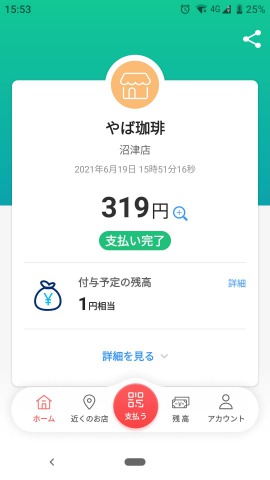 15:53
4G
25%
やば珈琲
沼津店
2021年6月19日 15時51分16秒
319円
支払い完了
付与予定の残高
詳細
1円相当
詳細を見る
ホーム
近くのお店
支払う
残高
アカウント